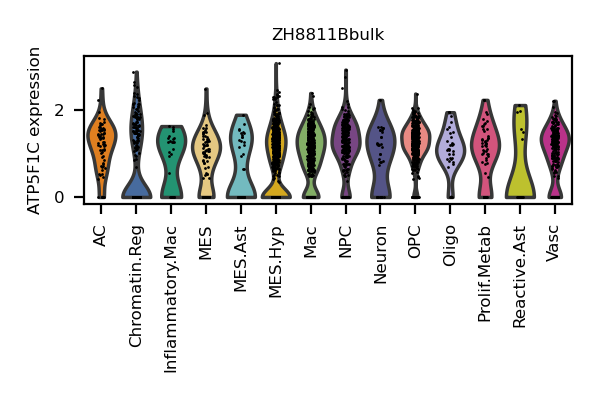 ZH8811Bbulk
ATP5F1C expression
2
0
AC
Chromatin.Reg
Inflammatory.Mac
MES
MES.Ast
MES.Hyp
Mac
NPC
Neuron
OPC
Oligo
Prolif.Metab
Reactive.Ast
Vasc